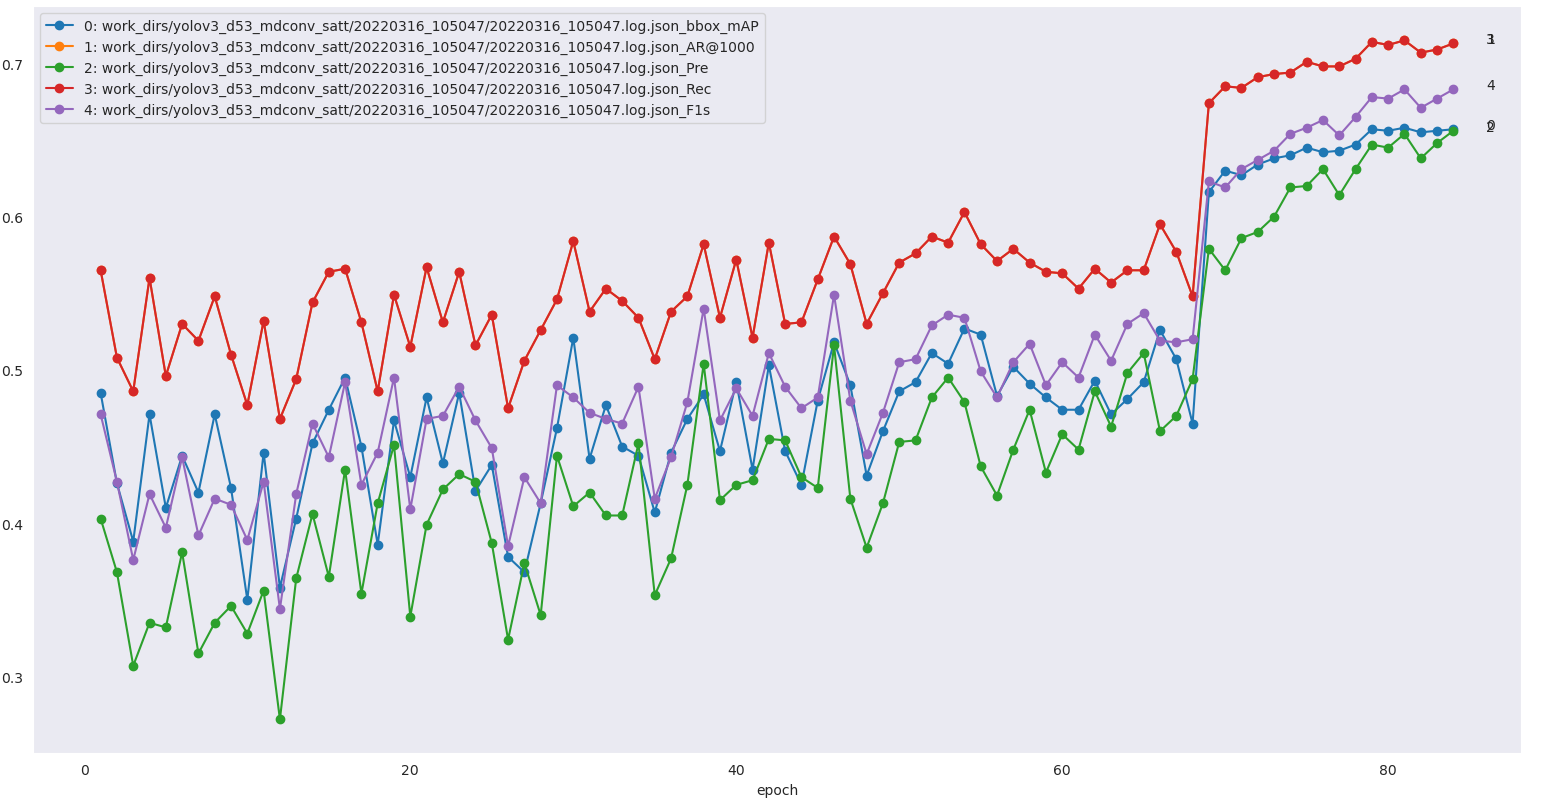 0: work_dirs/yolov3_d53_mdconv_satt/20220316_105047/20220316_105047.log.json_bbox_mAP
1: work_dirs/yolov3_d53_mdconv_satt/20220316_105047/20220316_105047.log.json_AR@1000
2: work_dirs/yolov3_d53_mdconv_satt/20220316_105047/20220316_105047.log.json_Pre
3: work_dirs/yolov3_d53_mdconv_satt/20220316_105047/20220316_105047.log.json_Rec
4: work_dirs/yolov3_d53_mdconv_satt/20220316_105047/20220316_105047.log.json_F1s
3
1
4
0
2
0.7
0.6
0.5
0.4
0.3
0
20
40
60
80
epoch